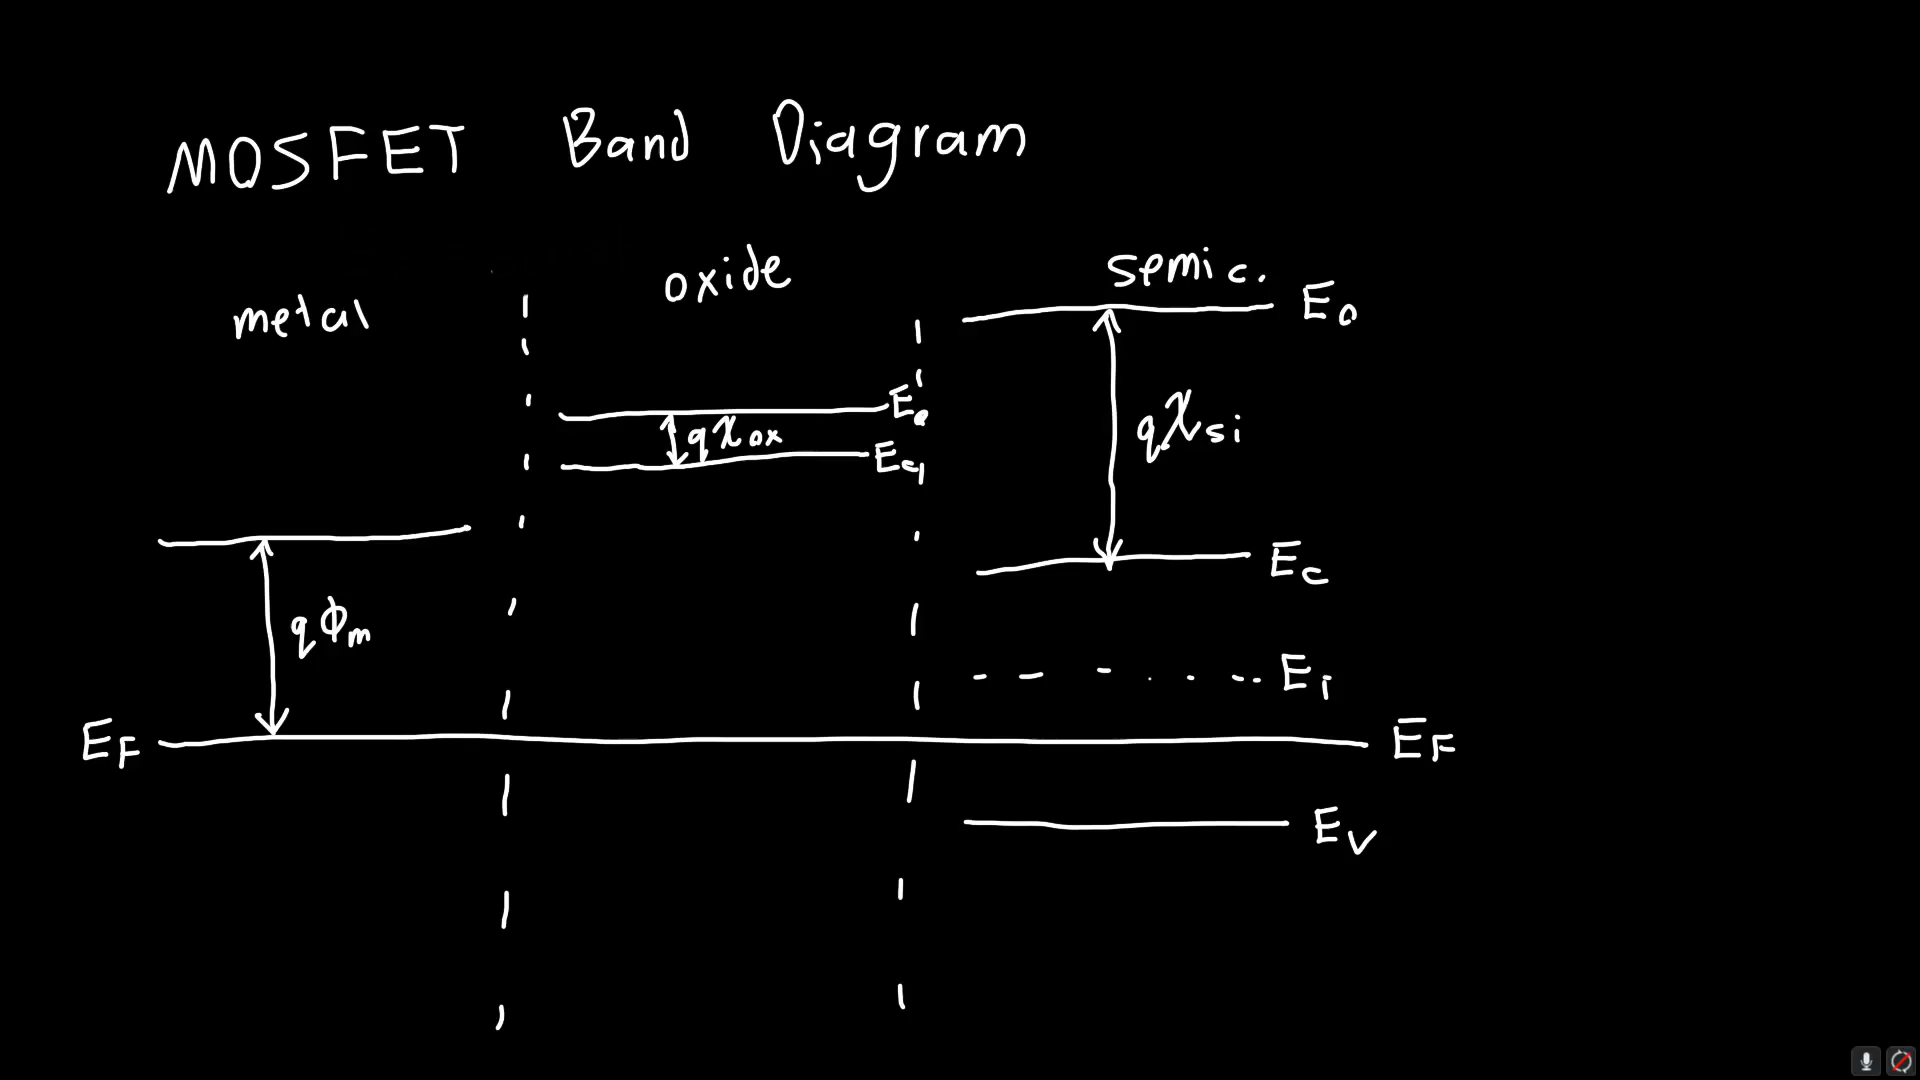 MOSFET Band Diagram
metal
oxide
semic.
E₀
E₀
qχox
Ec
qχsi
Ec
qΦm
Ei
EF
EF
Ev